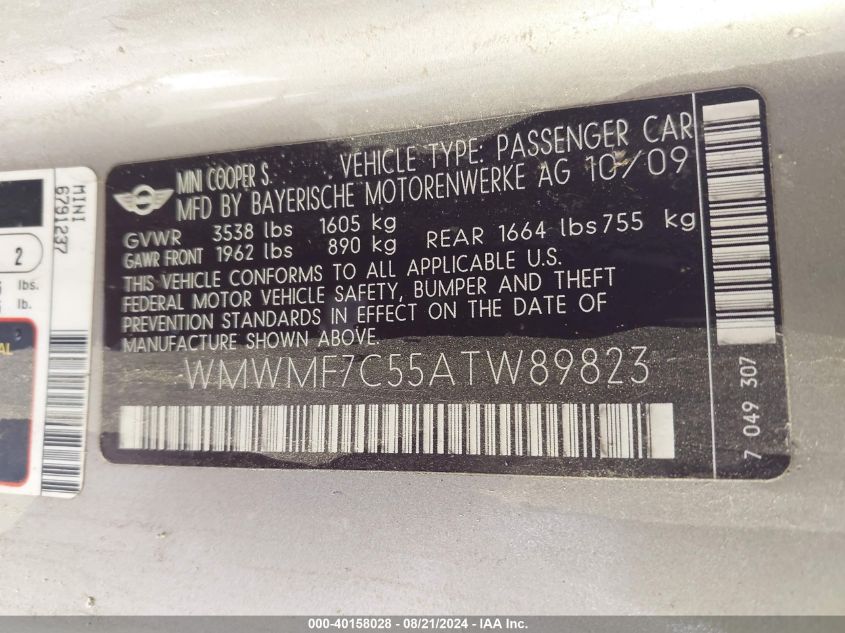 MINI COOPER S. VEHICLE TYPE: PASSENGER CAR
MFD BY BAYERISCHE MOTORENWERKE AG 10/09
GVWR 3538 lbs 1605 kg
GAWR FRONT 1962 lbs 890 kg REAR 1664 lbs 755 kg
THIS VEHICLE CONFORMS TO ALL APPLICABLE U.S.
FEDERAL MOTOR VEHICLE SAFETY, BUMPER AND THEFT
PREVENTION STANDARDS IN EFFECT ON THE DATE OF
MANUFACTURE SHOWN ABOVE.
WMWMF7C55ATW89823
7 049 307
MINI
6791237
2
lbs.
lb.
000-40158028 - 08/21/2024 - IAA Inc.